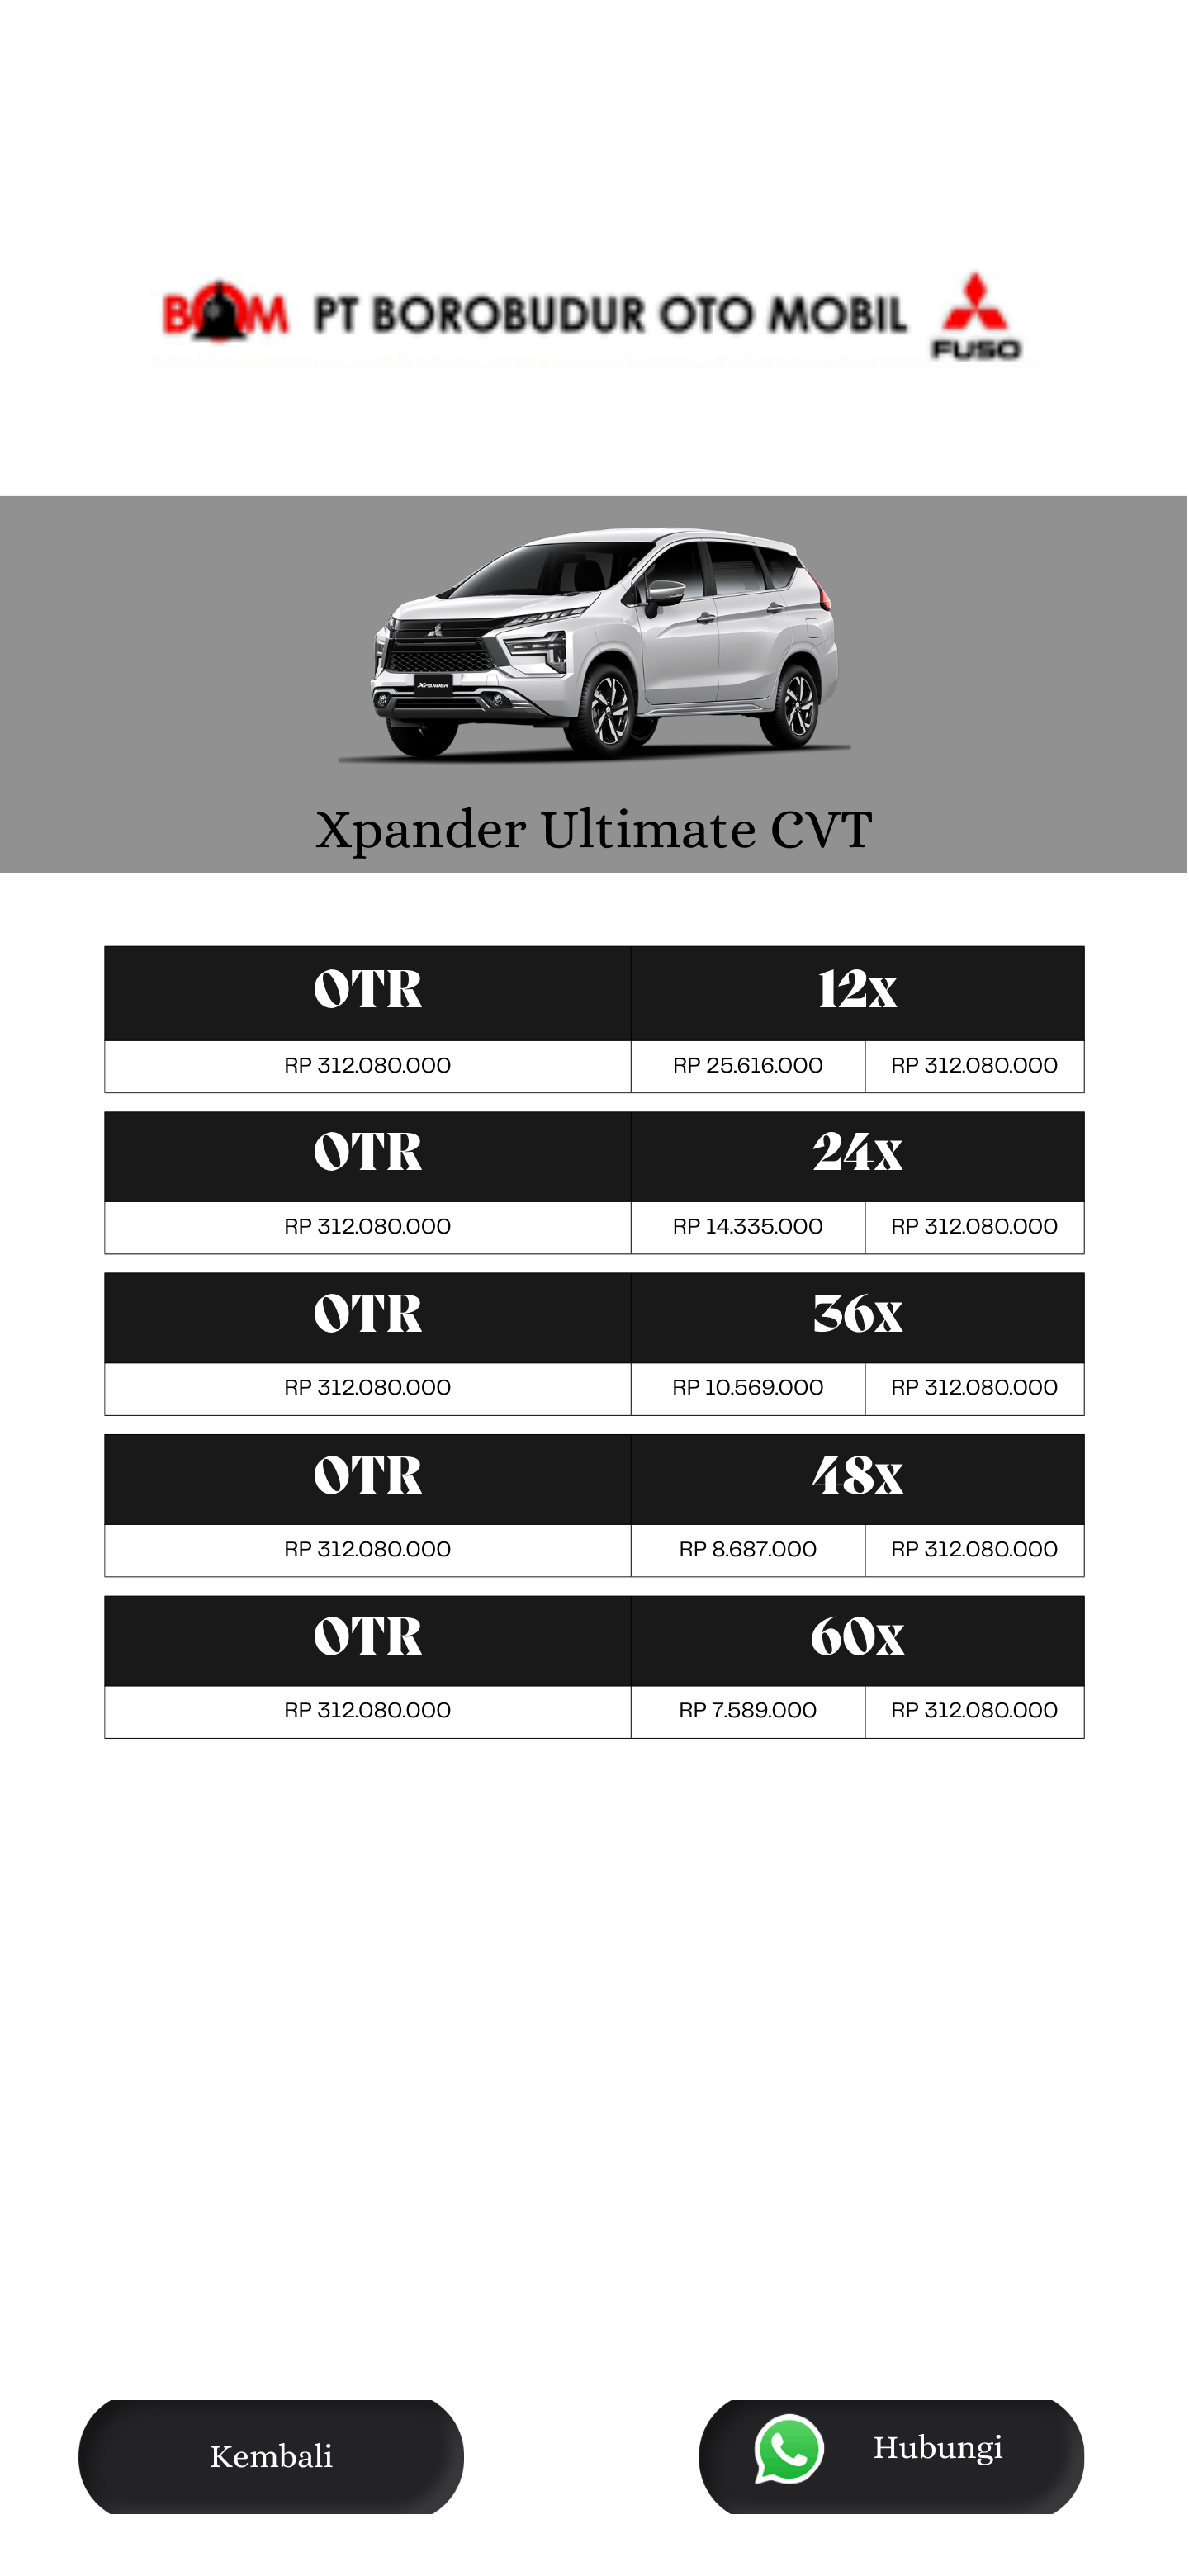 BOM PT BOROBUDUR OTO MOBIL
FUSO
XPANDER
Xpander Ultimate CVT
OTR 12x
RP 312.080.000 RP 25.616.000 RP 312.080.000
OTR 24x
RP 312.080.000 RP 14.335.000 RP 312.080.000
OTR 36x
RP 312.080.000 RP 10.569.000 RP 312.080.000
OTR 48x
RP 312.080.000 RP 8.687.000 RP 312.080.000
OTR 60x
RP 312.080.000 RP 7.589.000 RP 312.080.000
Kembali Hubungi